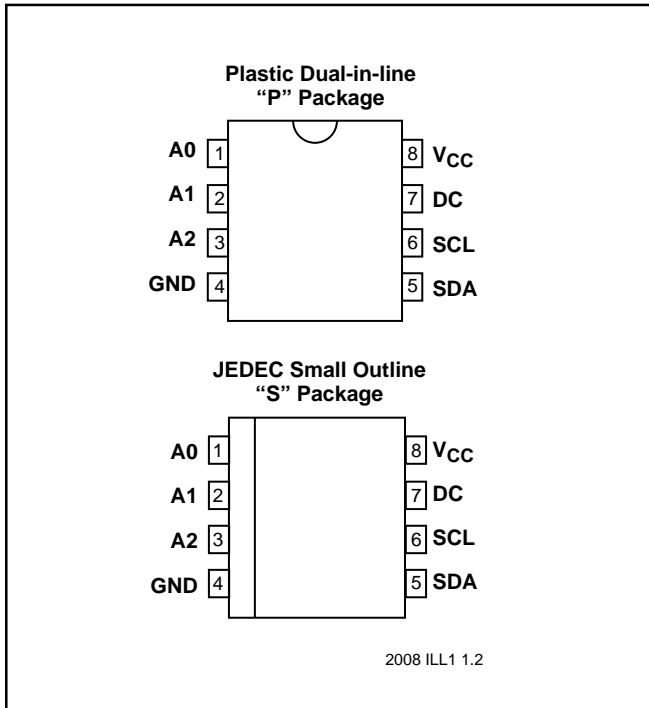 Plastic Dual-in-line
“P” Package
A0 1 8 VCC
A1 2 7 DC
A2 3 6 SCL
GND 4 5 SDA
JEDEC Small Outline
“S” Package
A0 1 8 VCC
A1 2 7 DC
A2 3 6 SCL
GND 4 5 SDA
2008 ILL1 1.2